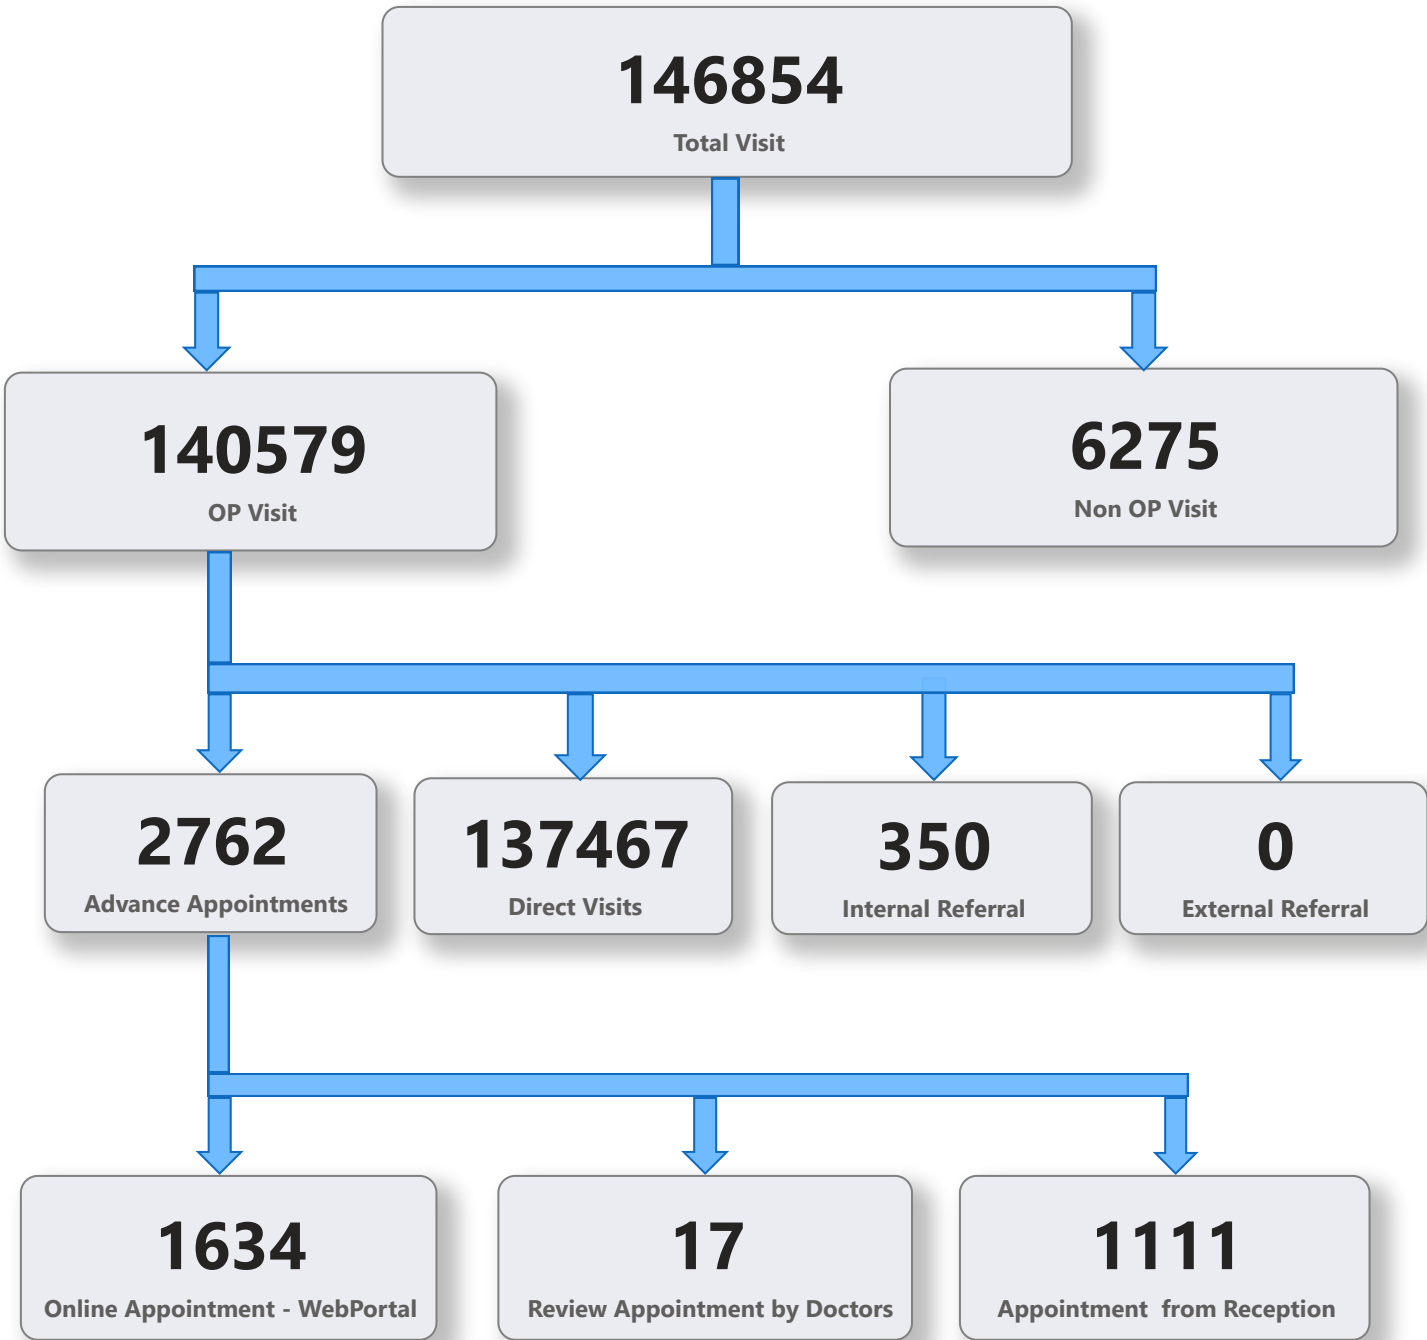 146854
Total Visit
140579
OP Visit
6275
Non OP Visit
2762
Advance Appointments
137467
Direct Visits
350
Internal Referral
0
External Referral
1634
Online Appointment - WebPortal
17
Review Appointment by Doctors
1111
Appointment  from Reception